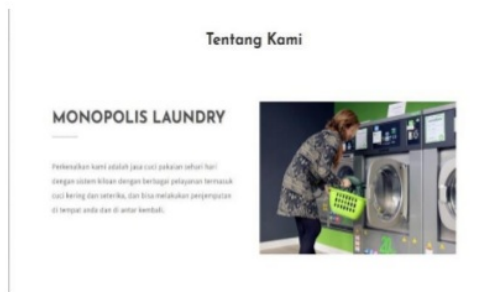 Tentang Kami
MONOPOLIS LAUNDRY
Perkenalkan kami adalah jasa cuci pakaian sehari hari
dengan sistem kiloan dengan berbagai pelayanan termasuk
cuci kering dan seterika, dan bisa melakukan penjemputan
di tempat anda dan di antar kembali.